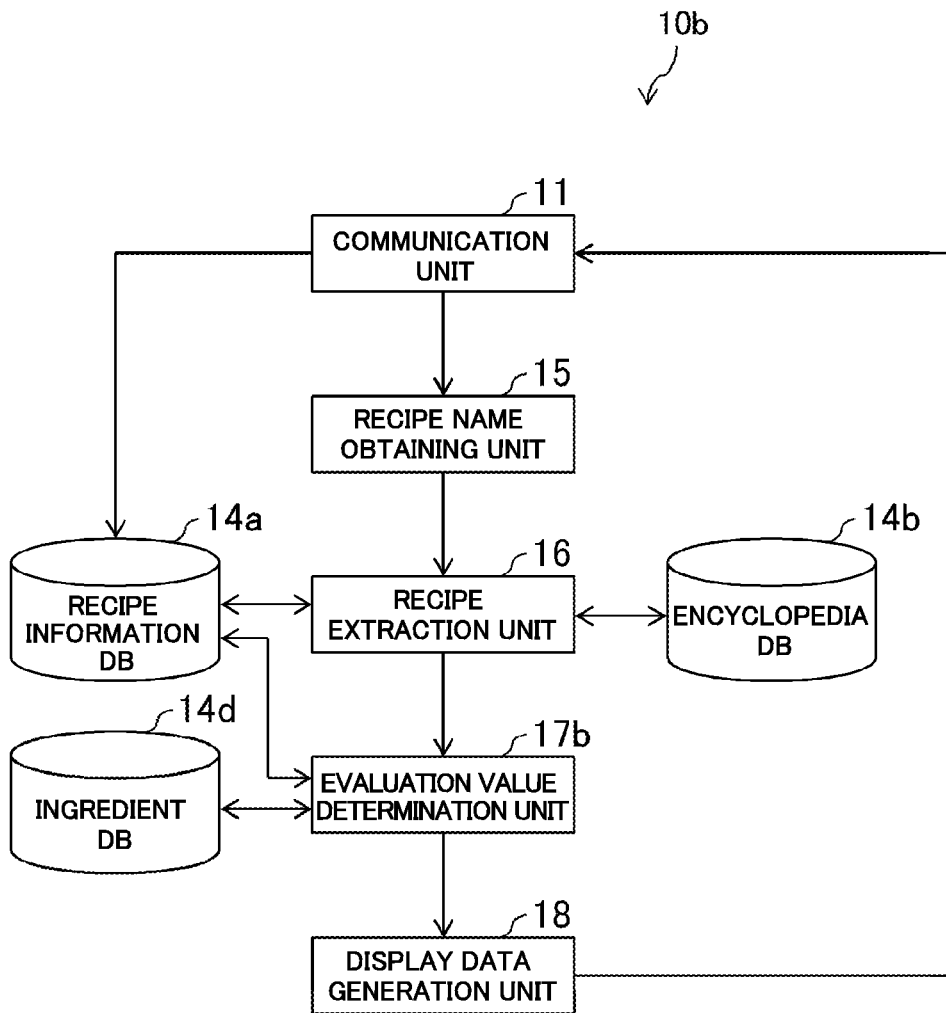 10b
11
COMMUNICATION
UNIT
15
RECIPE NAME
OBTAINING UNIT
14a
RECIPE
INFORMATION
DB
16
RECIPE
EXTRACTION UNIT
14b
ENCYCLOPEDIA
DB
14d
INGREDIENT
DB
17b
EVALUATION VALUE
DETERMINATION UNIT
18
DISPLAY DATA
GENERATION UNIT